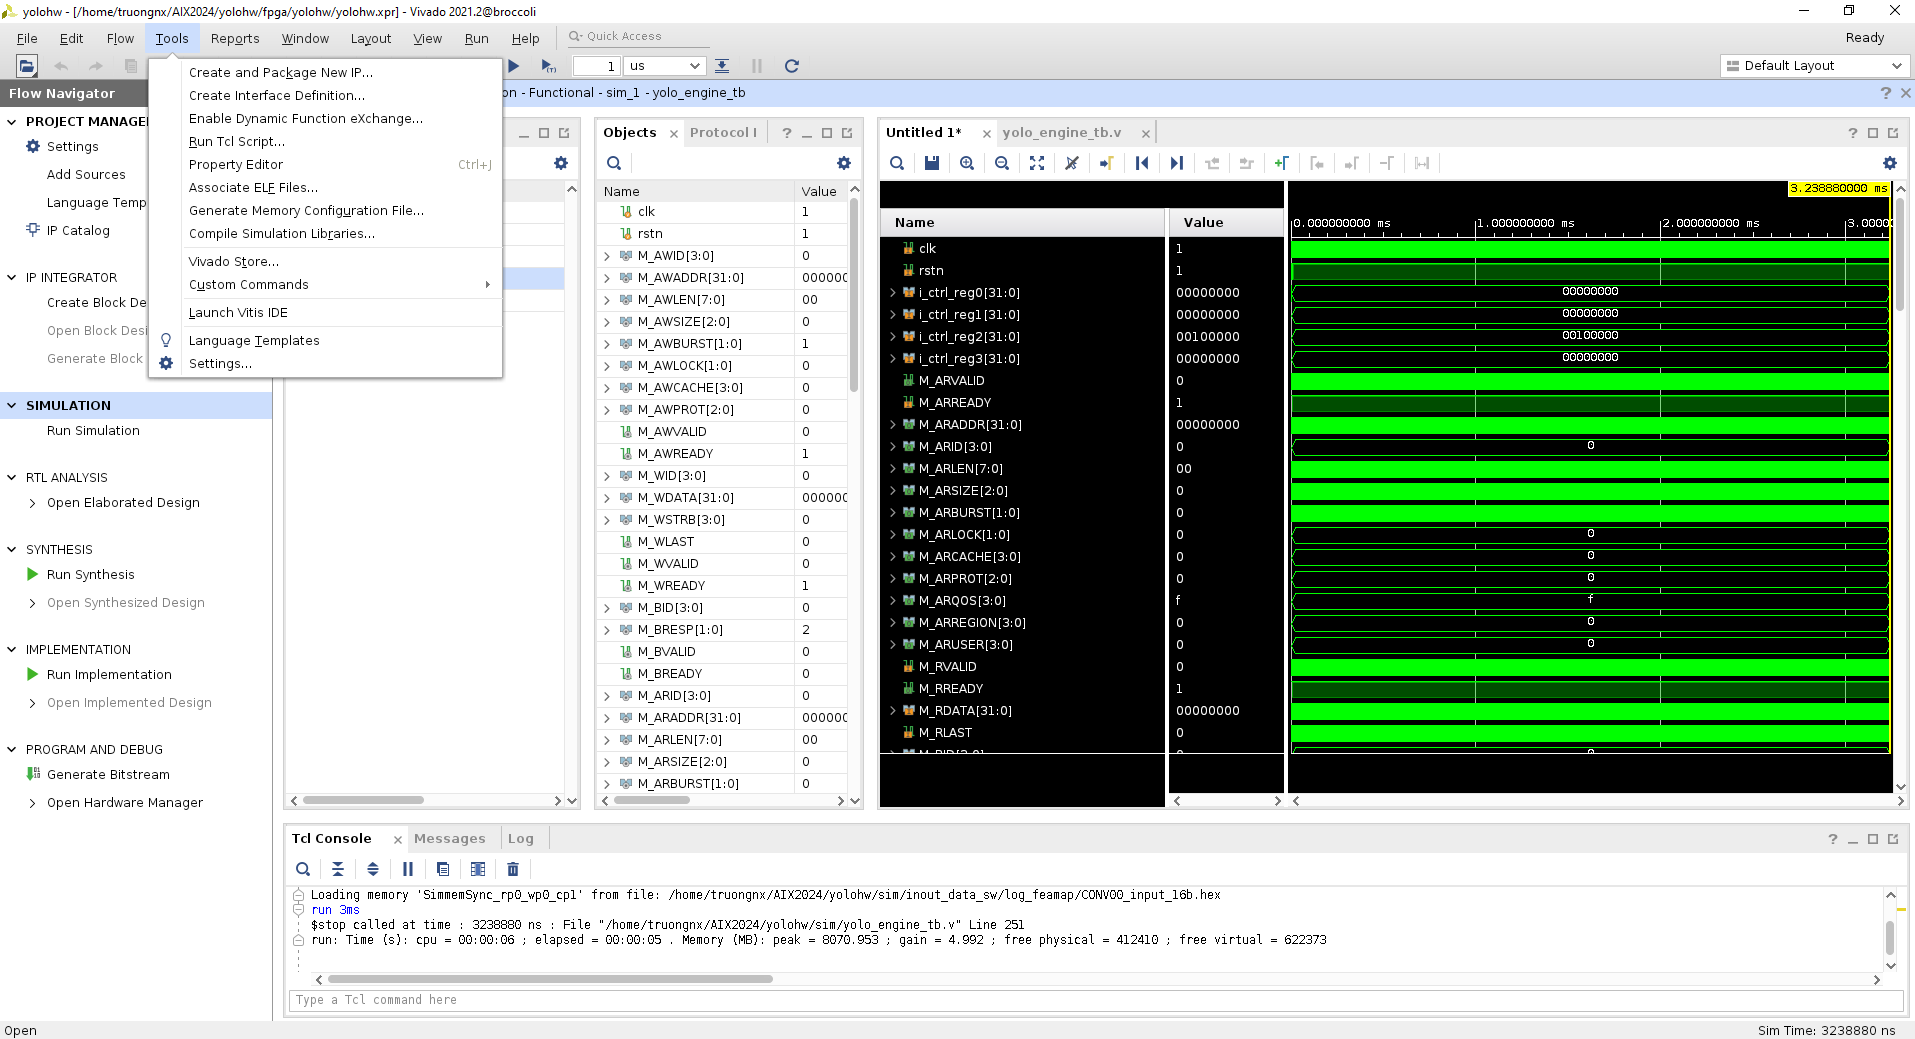 yolohw - [/home/truongnx/AIX2024/yolohw/fpga/yolohw/yolohw.xpr] - Vivado 2021.2@broccoli
File Edit Flow Tools Reports Window Layout View Run Help Quick Access
Ready
1 us
Default Layout
Create and Package New IP...
Create Interface Definition...
Enable Dynamic Function eXchange...
Run Tcl Script...
Property Editor Ctrl+J
Associate ELF Files...
Generate Memory Configuration File...
Compile Simulation Libraries...
Vivado Store...
Custom Commands
Launch Vitis IDE
Language Templates
Settings...
Flow Navigator
PROJECT MANAGE
Settings
Add Sources
Language Temp
IP Catalog
IP INTEGRATOR
Create Block De
Open Block Desi
Generate Block
SIMULATION
Run Simulation
RTL ANALYSIS
Open Elaborated Design
SYNTHESIS
Run Synthesis
Open Synthesized Design
IMPLEMENTATION
Run Implementation
Open Implemented Design
PROGRAM AND DEBUG
Generate Bitstream
Open Hardware Manager
on - Functional - sim_1 - yolo_engine_tb
Objects Protocol I
Name Value
clk 1
rstn 1
M_AWID[3:0] 0
M_AWADDR[31:0] 000000
M_AWLEN[7:0] 00
M_AWSIZE[2:0] 0
M_AWBURST[1:0] 1
M_AWLOCK[1:0] 0
M_AWCACHE[3:0] 0
M_AWPROT[2:0] 0
M_AWVALID 0
M_AWREADY 1
M_WID[3:0] 0
M_WDATA[31:0] 000000
M_WSTRB[3:0] 0
M_WLAST 0
M_WVALID 0
M_WREADY 1
M_BID[3:0] 0
M_BRESP[1:0] 2
M_BVALID 0
M_BREADY 0
M_ARID[3:0] 0
M_ARADDR[31:0] 000000
M_ARLEN[7:0] 00
M_ARSIZE[2:0] 0
M_ARBURST[1:0] 0
Untitled 1* yolo_engine_tb.v
3.238880000 ms
Name Value 0.000000000 ms 1.000000000 ms 2.000000000 ms 3.0000
clk 1
rstn 1
i_ctrl_reg0[31:0] 00000000 00000000
i_ctrl_reg1[31:0] 00000000 00000000
i_ctrl_reg2[31:0] 00100000 00100000
i_ctrl_reg3[31:0] 00000000 00000000
M_ARVALID 0
M_ARREADY 1
M_ARADDR[31:0] 00000000
M_ARID[3:0] 0 0
M_ARLEN[7:0] 00
M_ARSIZE[2:0] 0
M_ARBURST[1:0] 0
M_ARLOCK[1:0] 0 0
M_ARCACHE[3:0] 0 0
M_ARPROT[2:0] 0 0
M_ARQOS[3:0] f f
M_ARREGION[3:0] 0 0
M_ARUSER[3:0] 0 0
M_RVALID 0
M_RREADY 1
M_RDATA[31:0] 00000000
M_RLAST 0
M_RID[3:0] 0 0
Tcl Console Messages Log
Loading memory 'SimmemSync_rp0_wp0_cp1' from file: /home/truongnx/AIX2024/yolohw/sim/inout_data_sw/log_feamap/CONV00_input_16b.hex
run 3ms
$stop called at time : 3238880 ns : File "/home/truongnx/AIX2024/yolohw/sim/yolo_engine_tb.v" Line 251
run: Time (s): cpu = 00:00:06 ; elapsed = 00:00:05 . Memory (MB): peak = 8070.953 ; gain = 4.992 ; free physical = 412410 ; free virtual = 622373
Type a Tcl command here
Open
Sim Time: 3238880 ns